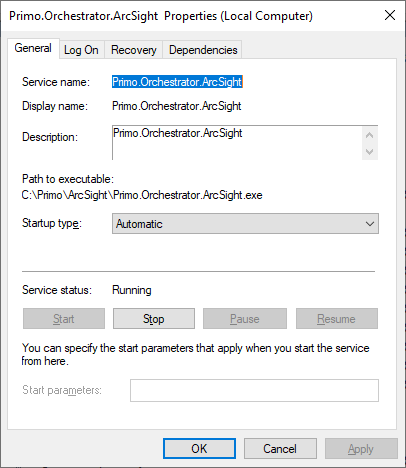 Primo.Orchestrator.ArcSight Properties (Local Computer)
General Log On Recovery Dependencies
Service name: Primo.Orchestrator.ArcSight
Display name: Primo.Orchestrator.ArcSight
Description: Primo.Orchestrator.ArcSight
Path to executable:
C:\Primo\ArcSight\Primo.Orchestrator.ArcSight.exe
Startup type: Automatic
Service status: Running
Start Stop Pause Resume
You can specify the start parameters that apply when you start the service
from here.
Start parameters:
OK Cancel Apply